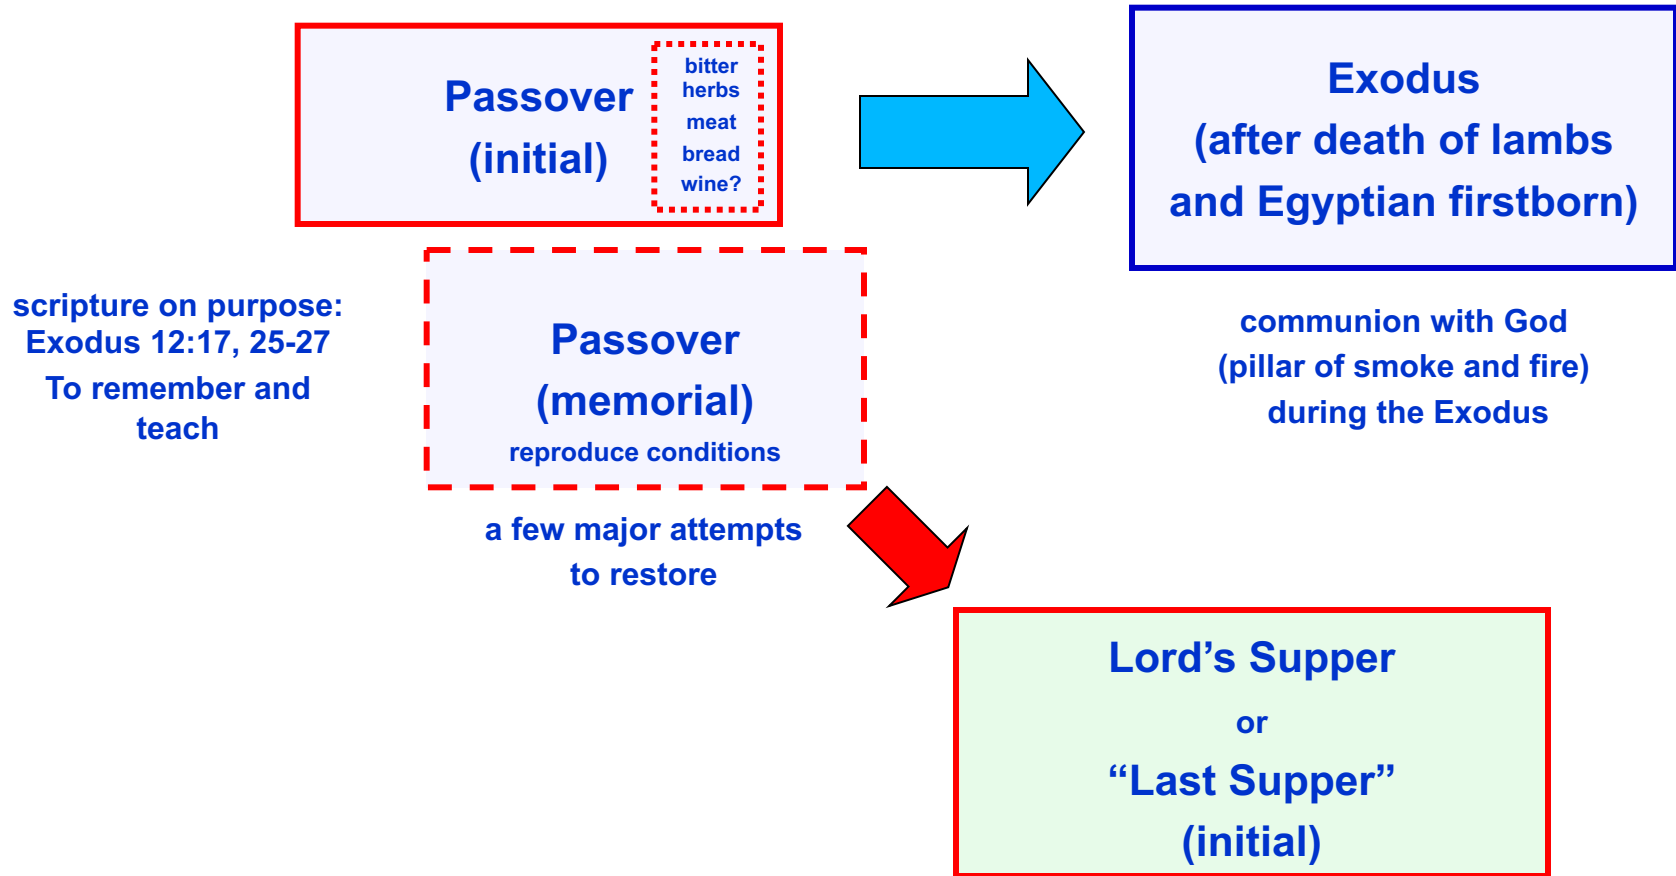 Passover
(initial)
bitter
herbs
meat
bread
wine?
Exodus
(after death of lambs
and Egyptian firstborn)
scripture on purpose:
Exodus 12:17, 25-27
To remember and
teach
Passover
(memorial)
reproduce conditions
communion with God
(pillar of smoke and fire)
during the Exodus
a few major attempts
to restore
Lord’s Supper
or
“Last Supper”
(initial)